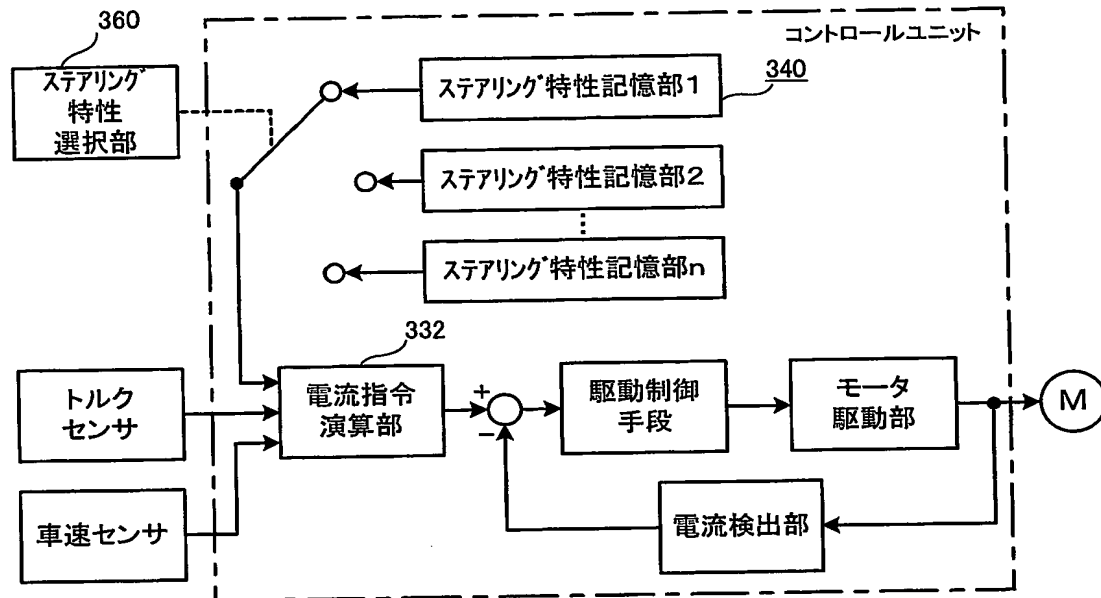 360
ステアリング
特性
選択部
コントロールユニット
ステアリング特性記憶部1
340
ステアリング特性記憶部2
ステアリング特性記憶部n
332
トルク
センサ
電流指令
演算部
+
−
駆動制御
手段
モータ
駆動部
M
車速センサ
電流検出部